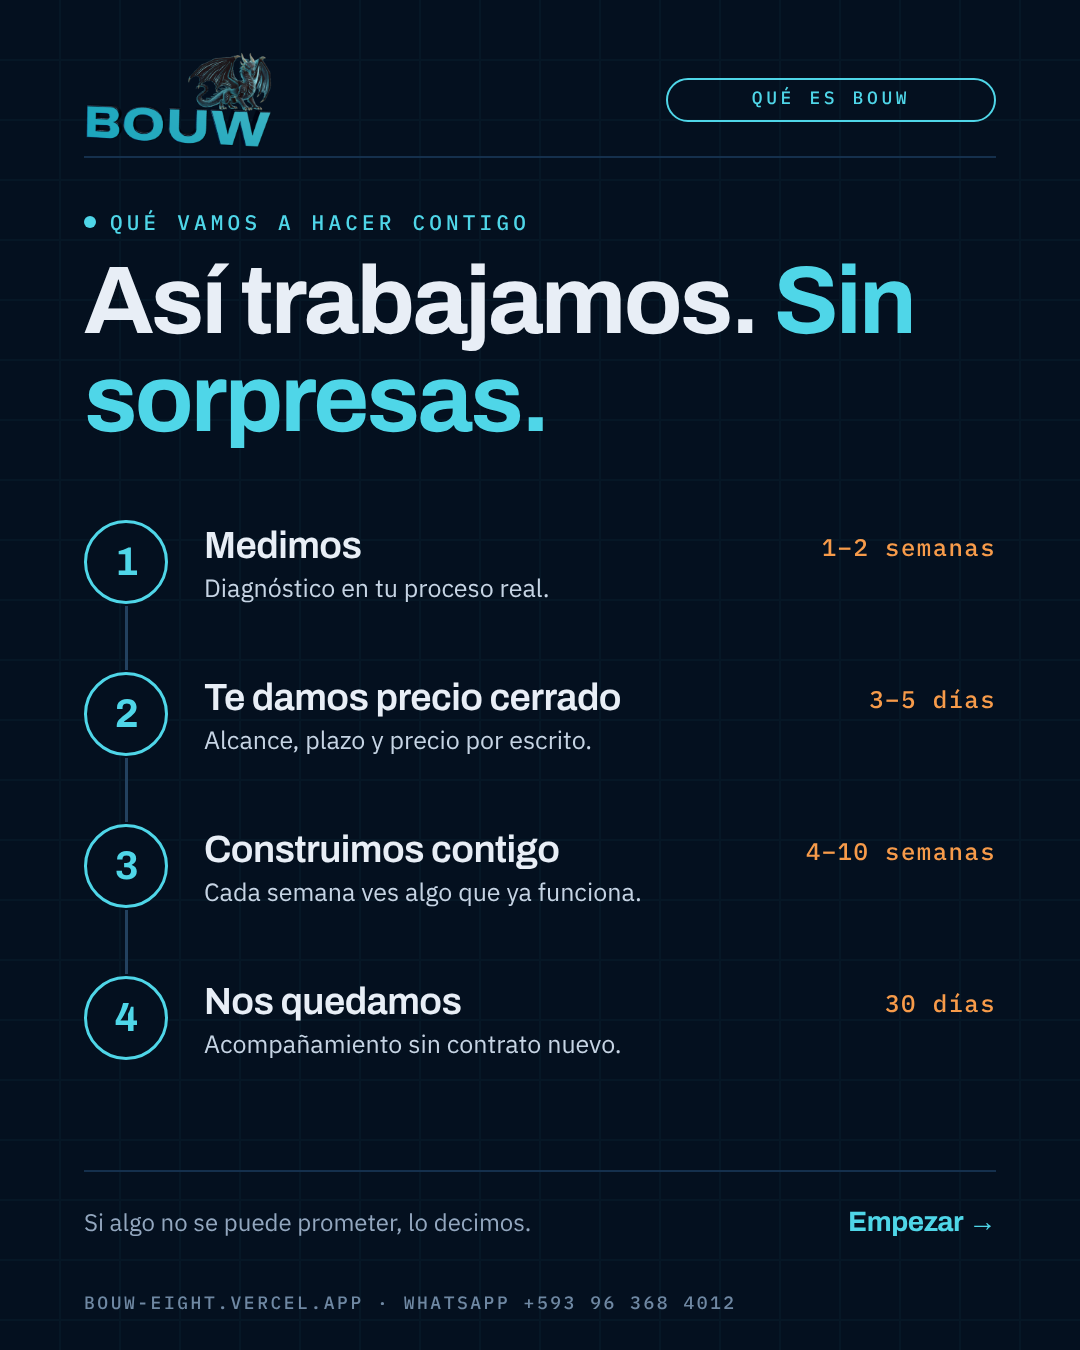 BOUW
QUÉ ES BOUW
QUÉ VAMOS A HACER CONTIGO
Así trabajamos. Sin
sorpresas.
1
Medimos
1–2 semanas
Diagnóstico en tu proceso real.
2
Te damos precio cerrado
3–5 días
Alcance, plazo y precio por escrito.
3
Construimos contigo
4–10 semanas
Cada semana ves algo que ya funciona.
4
Nos quedamos
30 días
Acompañamiento sin contrato nuevo.
Si algo no se puede prometer, lo decimos.
Empezar →
BOUW-EIGHT.VERCEL.APP · WHATSAPP +593 96 368 4012